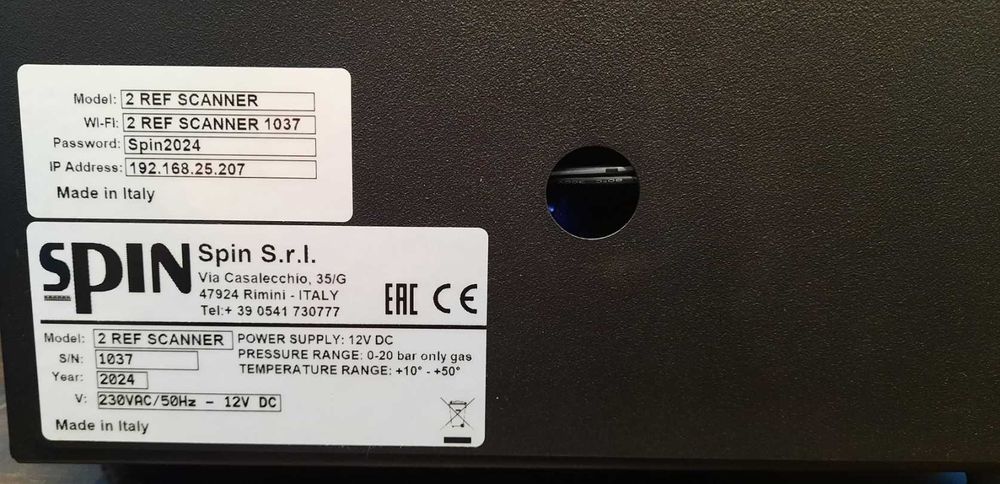 Model: 2 REF SCANNER
WI-FI: 2 REF SCANNER 1037
Password: Spin2024
IP Address: 192.168.25.207
Made in Italy
SPIN
Spin S.r.l.
Via Casalecchio, 35/G
47924 Rimini - ITALY
Tel:+ 39 0541 730777
EAC CE
Model: 2 REF SCANNER
S/N: 1037
Year: 2024
V: 230VAC/50Hz - 12V DC
Made in Italy
POWER SUPPLY: 12V DC
PRESSURE RANGE: 0-20 bar only gas
TEMPERATURE RANGE: +10° - +50°